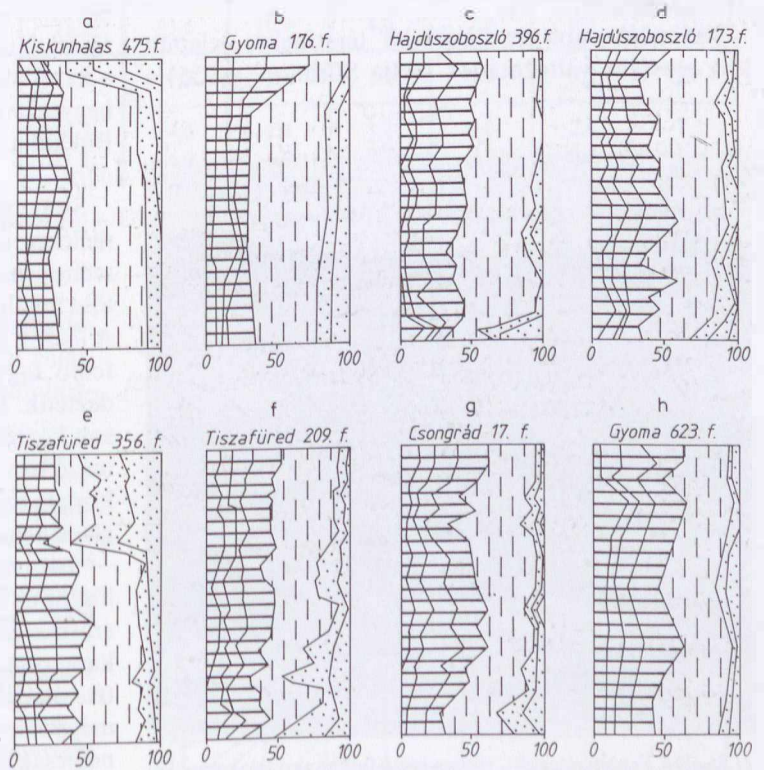 a
Kiskunhalas 475. f.
0 50 100
b
Gyoma 176. f.
0 50 100
c
Hajdúszoboszló 396. f.
0 50 100
d
Hajdúszoboszló 173. f.
0 50 100
e
Tiszafüred 356. f.
0 50 100
f
Tiszafüred 209. f.
0 50 100
g
Csongrád 17. f.
0 50 100
h
Gyoma 623. f.
0 50 100